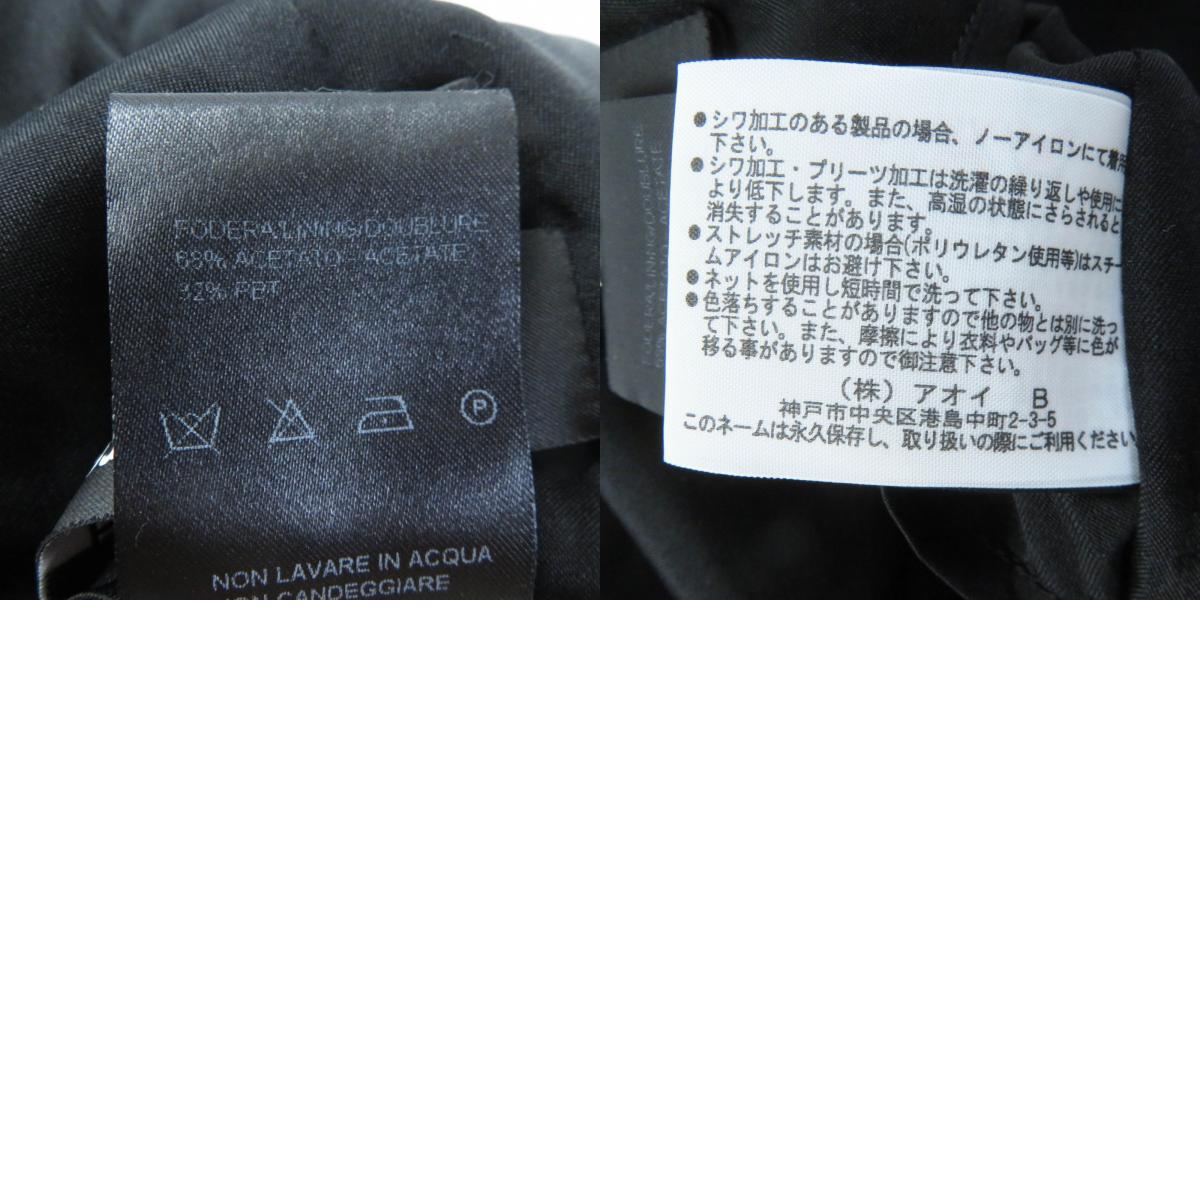 FODERA/LINING/DOUBLURE
68% ACETATO - ACETATE
32% PBT
P
NON LAVARE IN ACQUA
NON CANDEGGIARE
●シワ加工のある製品の場合、ノーアイロンにて着用
下さい。
●シワ加工・プリーツ加工は洗濯の繰り返しや使用に
より低下します。また、高湿の状態にさらされると
消失することがあります。
●ストレッチ素材の場合(ポリウレタン使用等)はスチー
ムアイロンはお避け下さい。
●ネットを使用し短時間で洗って下さい。
●色落ちすることがありますので他の物とは別に洗っ
て下さい。また、摩擦により衣料やバッグ等に色が
移る事がありますので御注意下さい。
(株) アオイ B
神戸市中央区港島中町2-3-5
このネームは永久保存し、取り扱いの際にご利用ください
FODERA/LINING/DOUBLURE
ACETATE